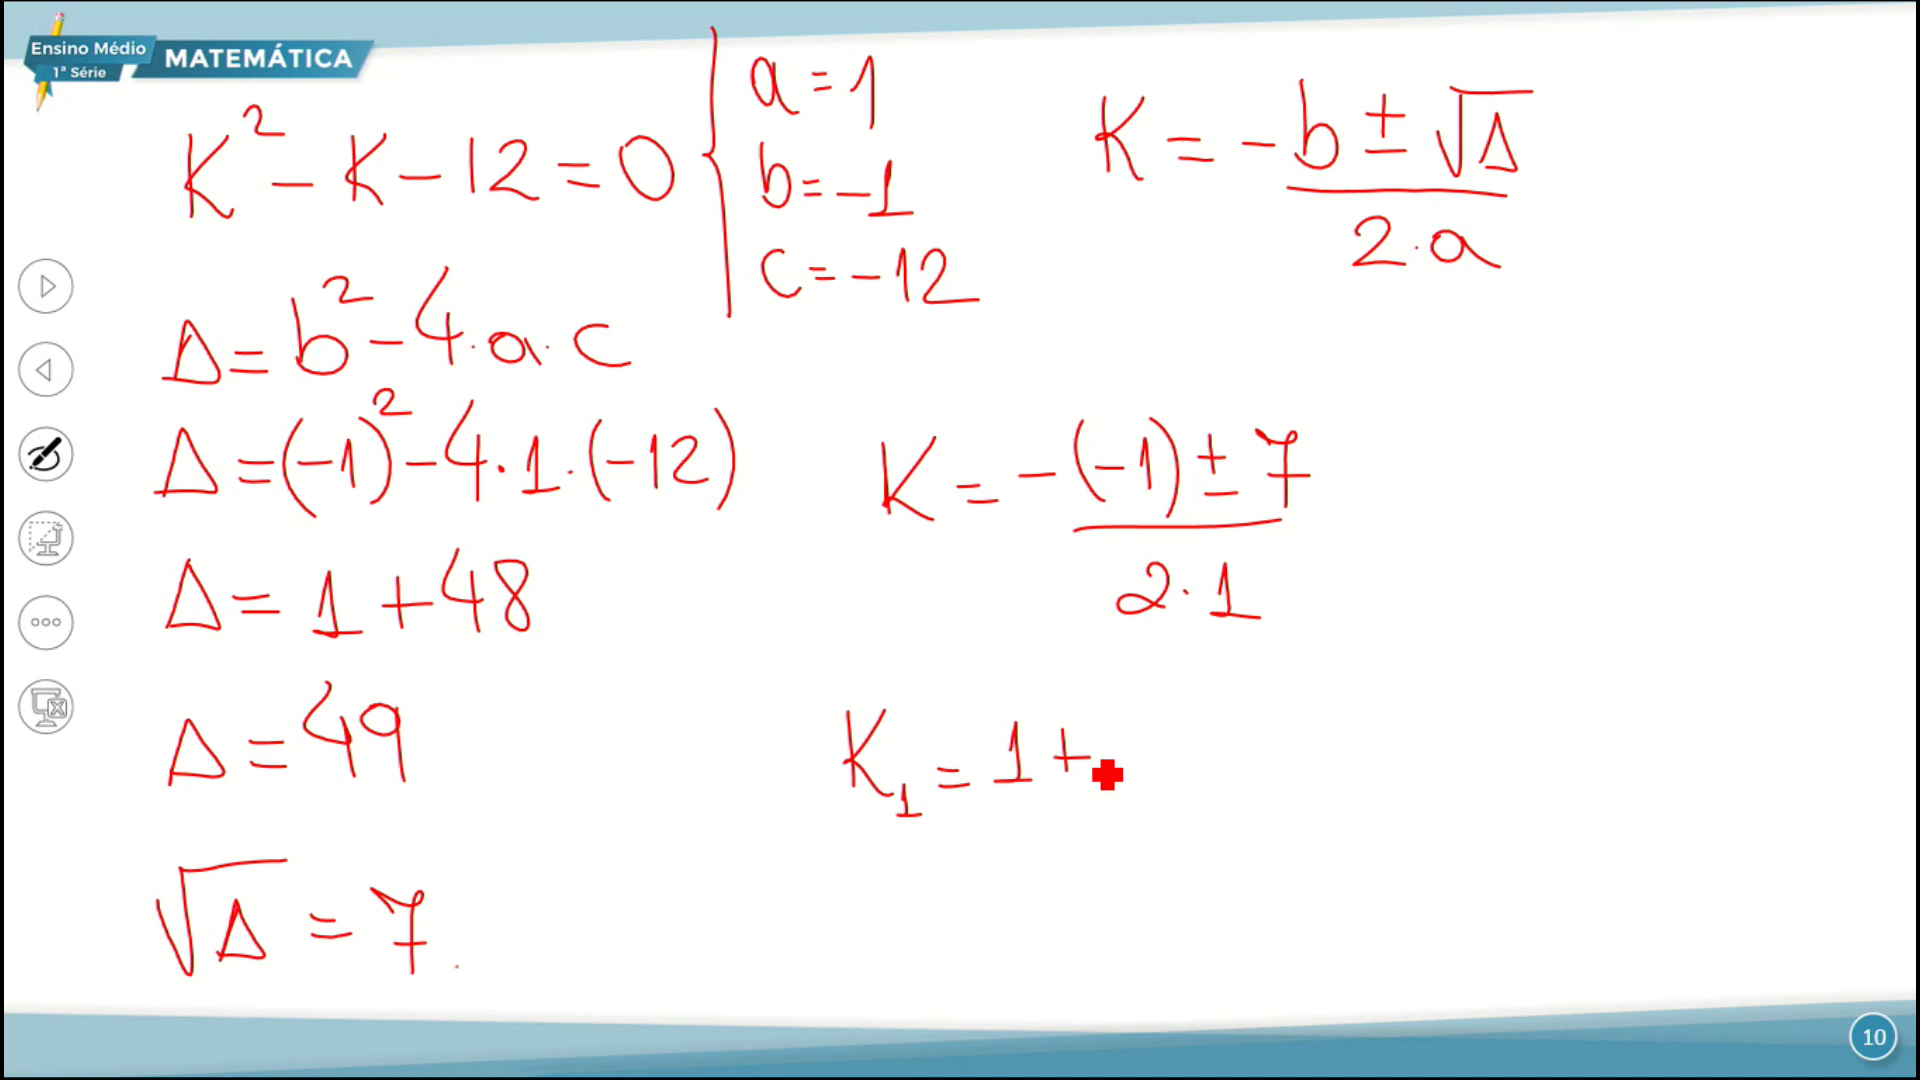 Ensino Médio
1ª Série
MATEMÁTICA
K² - K - 12 = 0
a = 1
b = -1
c = -12
K = -b ± √Δ
2 · a
Δ = b² - 4 · a · c
Δ = (-1)² - 4 · 1 · (-12)
Δ = 1 + 48
Δ = 49
√Δ = 7
K = -(-1) ± 7
2 · 1
K₁ = 1 +
10